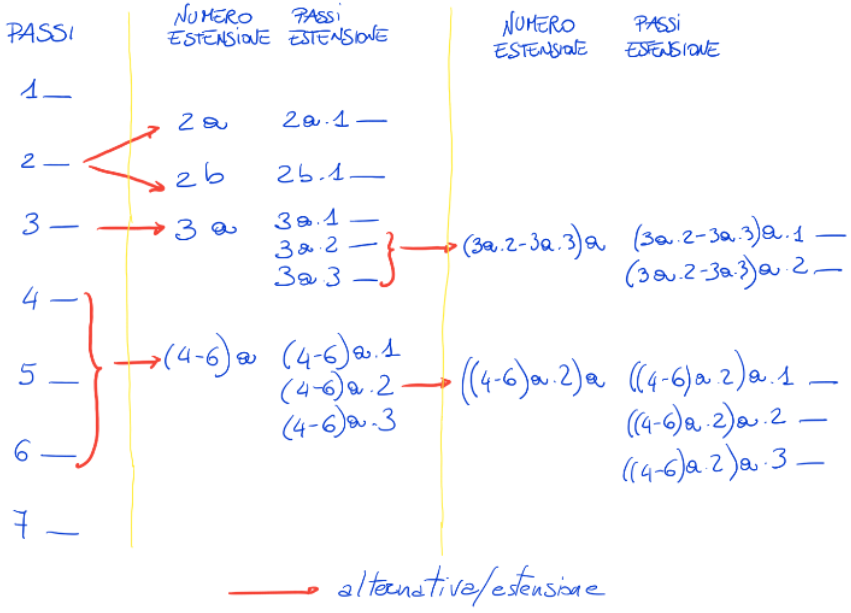 PASSI NUMERO ESTENSIONE PASSI ESTENSIONE NUMERO ESTENSIONE PASSI ESTENSIONE
1 —
2a 2a.1 —
2 —
2b 2b.1 —
3 — 3a 3a.1 —
3a.2 — (3a.2-3a.3)a (3a.2-3a.3)a.1 —
3a.3 — (3a.2-3a.3)a.2 —
4 —
(4-6)a (4-6)a.1
5 — (4-6)a.2 ((4-6)a.2)a ((4-6)a.2)a.1 —
(4-6)a.3 ((4-6)a.2)a.2 —
6 — ((4-6)a.2)a.3 —
7 —
alternativa/estensione